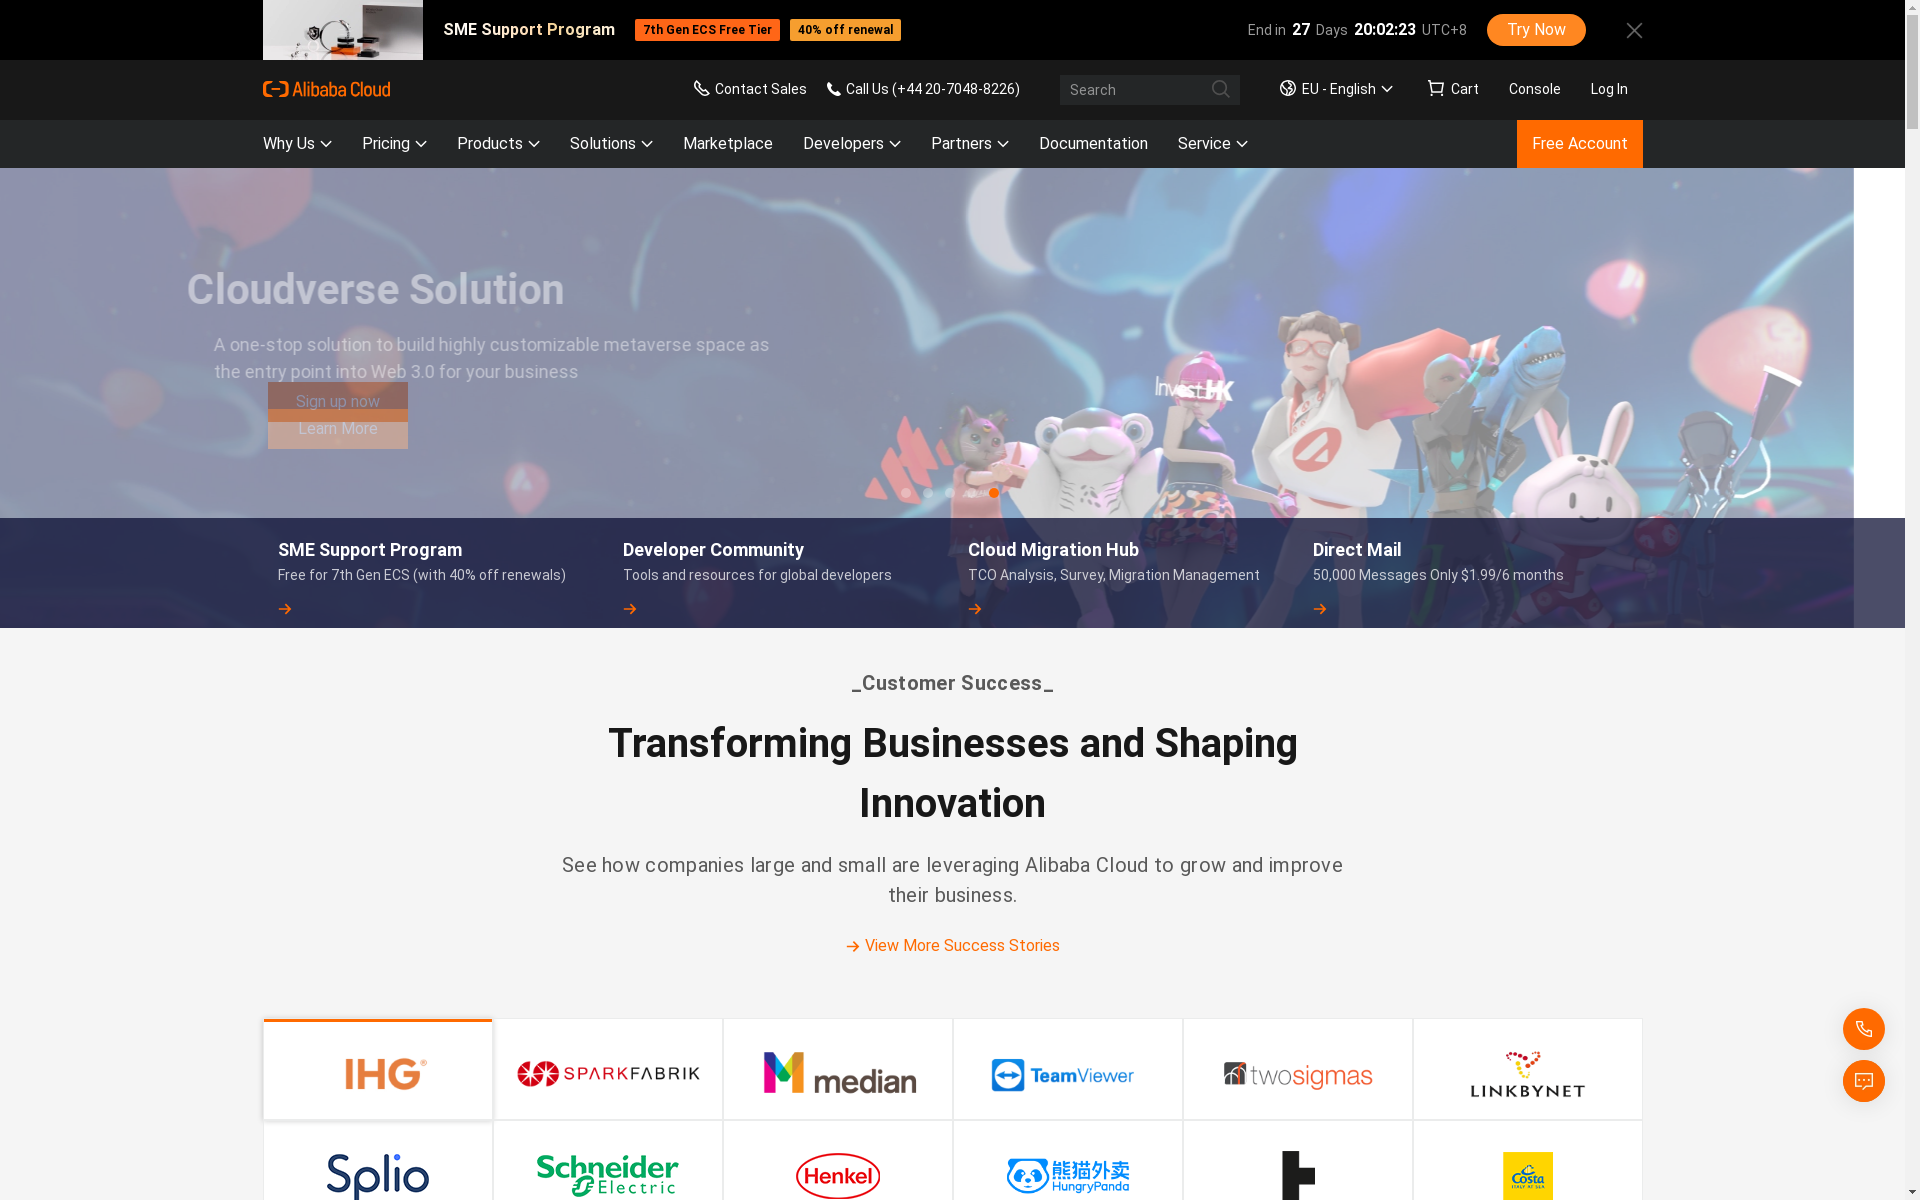 SME Support Program
7th Gen ECS Free Tier
40% off renewal
End in 27 Days 20:02:23 UTC+8
Try Now
Alibaba Cloud
Contact Sales
Call Us (+44 20-7048-8226)
Search
EU - English
Cart
Console
Log In
Why Us
Pricing
Products
Solutions
Marketplace
Developers
Partners
Documentation
Service
Free Account
Cloudverse Solution
A one-stop solution to build highly customizable metaverse space as
the entry point into Web 3.0 for your business
Sign up now
Learn More
InvestHK
SME Support Program
Free for 7th Gen ECS (with 40% off renewals)
Developer Community
Tools and resources for global developers
Cloud Migration Hub
TCO Analysis, Survey, Migration Management
Direct Mail
50,000 Messages Only $1.99/6 months
_Customer Success_
Transforming Businesses and Shaping
Innovation
See how companies large and small are leveraging Alibaba Cloud to grow and improve
their business.
View More Success Stories
IHG®
SPARKFABRIK
median
TeamViewer
twosigmas
LINKBYNET
Splio
Schneider
Electric
Henkel
熊猫外卖
HungryPanda
Costa